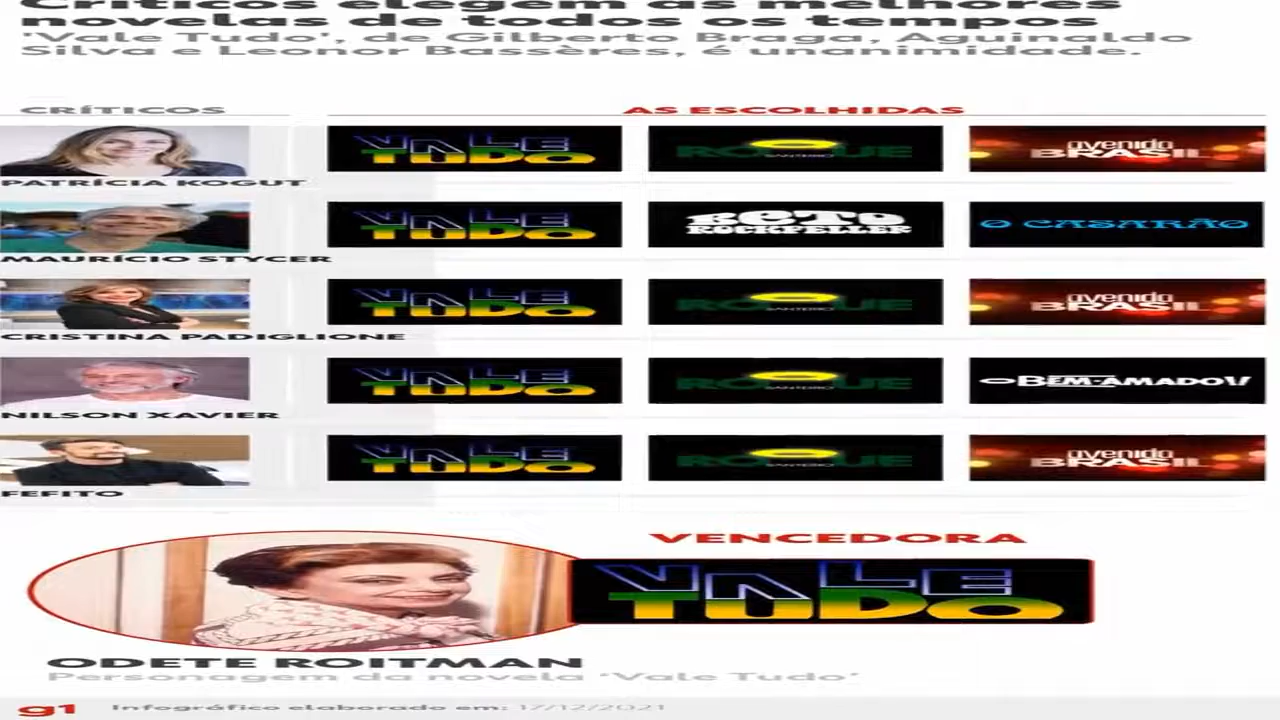 Críticos elegem as melhores
novelas de todos os tempos
'Vale Tudo', de Gilberto Braga, Aguinaldo
Silva e Leonor Bassères, é unanimidade.
CRÍTICOS
AS ESCOLHIDAS
VALE TUDO
ROQUE SANTEIRO
avenida BRASIL
PATRÍCIA KOGUT
VALE TUDO
BETO ROCKFELLER
O CASARÃO
MAURÍCIO STYCER
VALE TUDO
ROQUE SANTEIRO
avenida BRASIL
CRISTINA PADIGLIONE
VALE TUDO
ROQUE SANTEIRO
O BEM-AMADO
NILSON XAVIER
VALE TUDO
ROQUE SANTEIRO
avenida BRASIL
FEFITO
VENCEDORA
VALE TUDO
ODETE ROITMAN
Personagem da novela 'Vale Tudo'
g1 Infográfico elaborado em: 17/12/2021